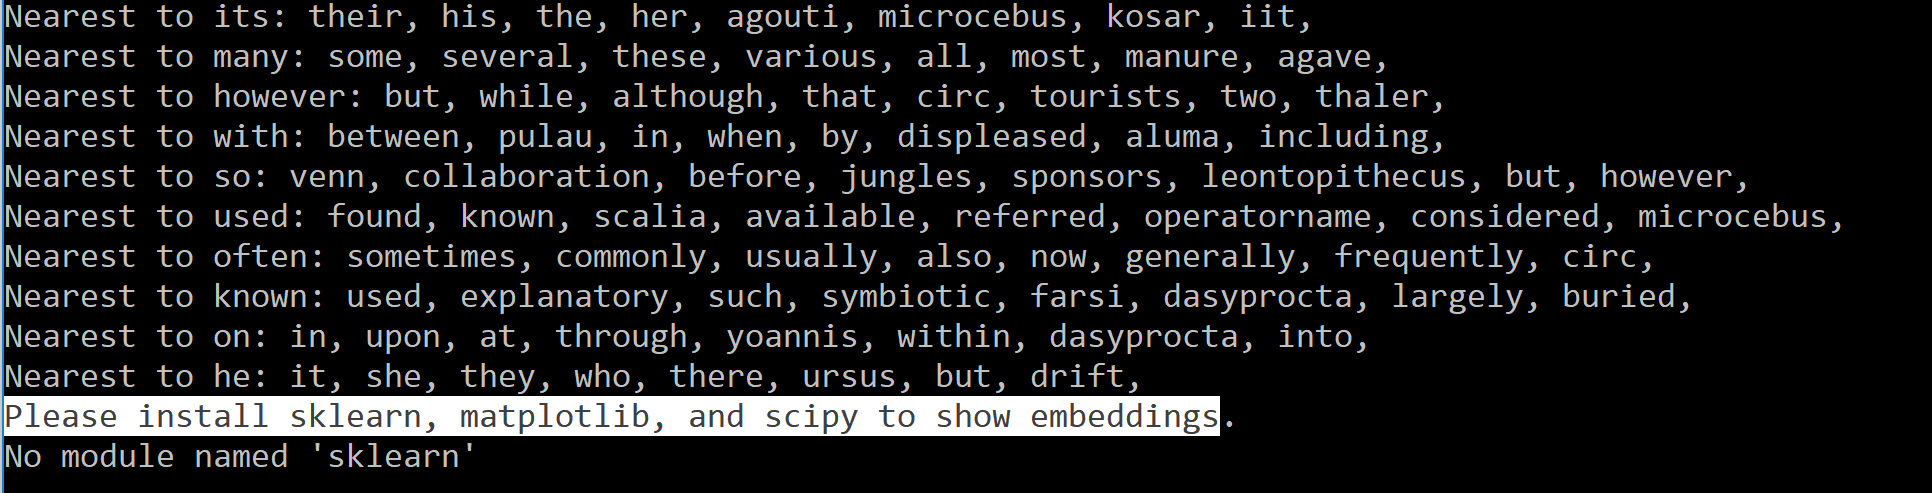 Nearest to its: their, his, the, her, agouti, microcebus, kosar, iit,
Nearest to many: some, several, these, various, all, most, manure, agave,
Nearest to however: but, while, although, that, circ, tourists, two, thaler,
Nearest to with: between, pulau, in, when, by, displeased, aluma, including,
Nearest to so: venn, collaboration, before, jungles, sponsors, leontopithecus, but, however,
Nearest to used: found, known, scalia, available, referred, operatorname, considered, microcebus,
Nearest to often: sometimes, commonly, usually, also, now, generally, frequently, circ,
Nearest to known: used, explanatory, such, symbiotic, farsi, dasyprocta, largely, buried,
Nearest to on: in, upon, at, through, yoannis, within, dasyprocta, into,
Nearest to he: it, she, they, who, there, ursus, but, drift,
Please install sklearn, matplotlib, and scipy to show embeddings.
No module named 'sklearn'